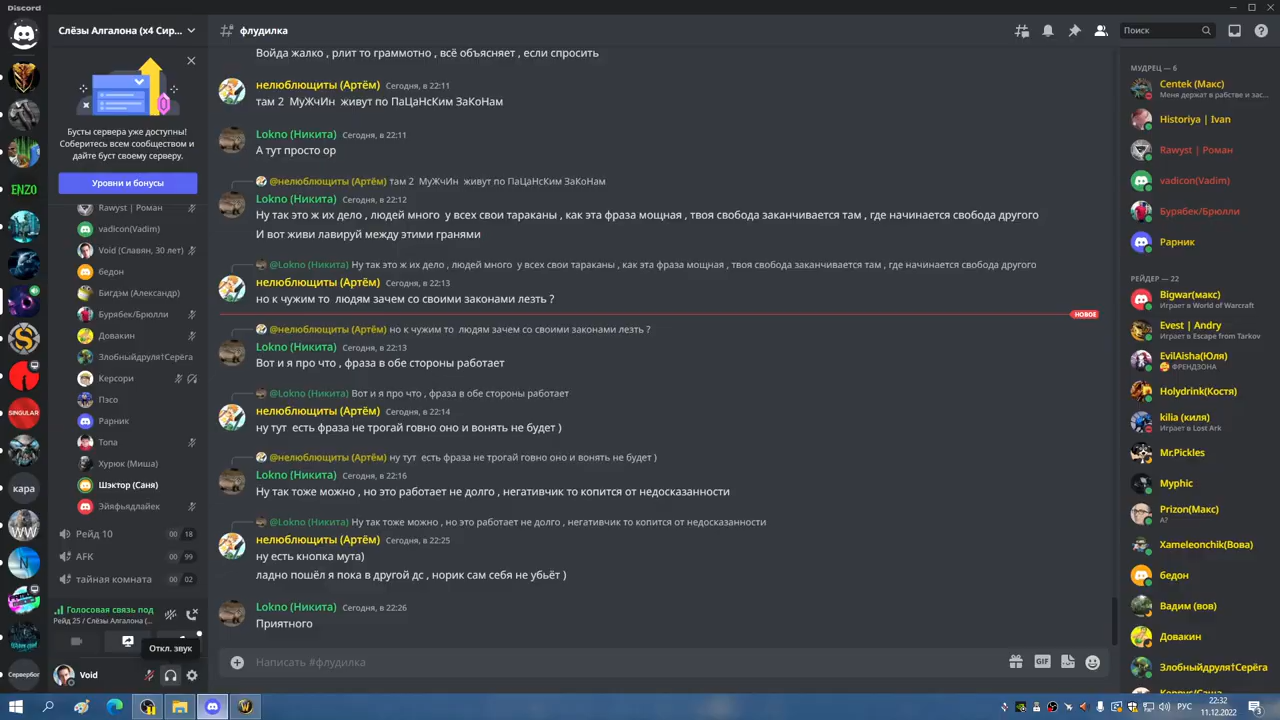 Discord
Слёзы Алгалона (x4 Сир...
флудилка
Поиск
Бусты сервера уже доступны!
Соберитесь всем сообществом и
дайте буст своему серверу.
Уровни и бонусы
ENZO
SINGULAR
кара
WW
Сервербог
Rawyst | Роман
vadicon(Vadim)
Void (Славян, 30 лет)
бедон
Бигдэм (Александр)
Бурябек/Брюлли
Довакин
Злобныйдруля†Серёга
Керсори
Пэсо
Рарник
Топа
Хурюк (Миша)
Шэктор (Саня)
Эйяфьядлайек
Рейд 10 00 18
AFK 00 99
тайная комната 00 02
Голосовая связь под
Рейд 25 / Слёзы Алгалона (...
Откл. звук
Void
Войда жалко , рлит то граммотно , всё объясняет , если спросить
нелюблющиты (Артём) Сегодня, в 22:11
там 2 МуЖчИн живут по ПаЦаНсКим ЗаКоНам
Lokno (Никита) Сегодня, в 22:11
А тут просто ор
@нелюблющиты (Артём) там 2 МуЖчИн живут по ПаЦаНсКим ЗаКоНам
Lokno (Никита) Сегодня, в 22:12
Ну так это ж их дело , людей много у всех свои тараканы , как эта фраза мощная , твоя свобода заканчивается там , где начинается свобода другого
И вот живи лавируй между этими гранями
@Lokno (Никита) Ну так это ж их дело , людей много у всех свои тараканы , как эта фраза мощная , твоя свобода заканчивается там , где начинается свобода другого
нелюблющиты (Артём) Сегодня, в 22:13
но к чужим то людям зачем со своими законами лезть ?
НОВОЕ
@нелюблющиты (Артём) но к чужим то людям зачем со своими законами лезть ?
Lokno (Никита) Сегодня, в 22:13
Вот и я про что , фраза в обе стороны работает
@Lokno (Никита) Вот и я про что , фраза в обе стороны работает
нелюблющиты (Артём) Сегодня, в 22:14
ну тут есть фраза не трогай говно оно и вонять не будет )
@нелюблющиты (Артём) ну тут есть фраза не трогай говно оно и вонять не будет )
Lokno (Никита) Сегодня, в 22:16
Ну так тоже можно , но это работает не долго , негативчик то копится от недосказанности
@Lokno (Никита) Ну так тоже можно , но это работает не долго , негативчик то копится от недосказанности
нелюблющиты (Артём) Сегодня, в 22:25
ну есть кнопка мута)
ладно пошёл я пока в другой дс , норик сам себя не убьёт )
Lokno (Никита) Сегодня, в 22:26
Приятного
Написать #флудилка
GIF
МУДРЕЦ — 6
Centek (Макс)
Меня держат в рабстве и зас...
Historiya | Ivan
Rawyst | Роман
vadicon(Vadim)
Бурябек/Брюлли
Рарник
РЕЙДЕР — 22
Bigwar(макс)
Играет в World of Warcraft
Evest | Andry
Играет в Escape from Tarkov
EvilAisha(Юля)
ФРЕНДЗОНА
Holydrink(Костя)
kilia (киля)
Играет в Lost Ark
Mr.Pickles
Myphic
Prizon(Макс)
A?
Xameleonchik(Вова)
бедон
Вадим (вов)
Довакин
Злобныйдруля†Серёга
РУС
22:32
11.12.2022
3